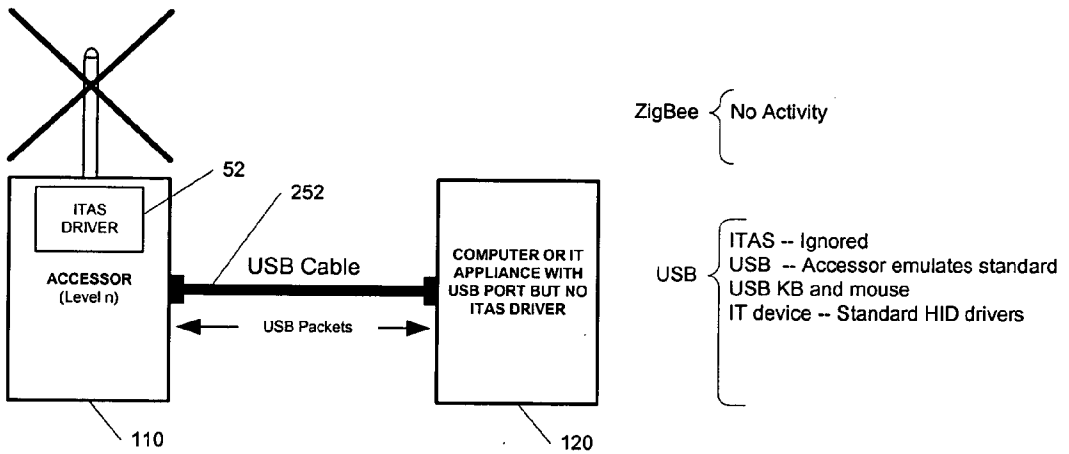 52
ITAS
DRIVER
ACCESSOR
(Level n)
110
252
USB Cable
USB Packets
COMPUTER OR IT
APPLIANCE WITH
USB PORT BUT NO
ITAS DRIVER
120
ZigBee
No Activity
USB
ITAS -- Ignored
USB -- Accessor emulates standard
USB KB and mouse
IT device -- Standard HID drivers